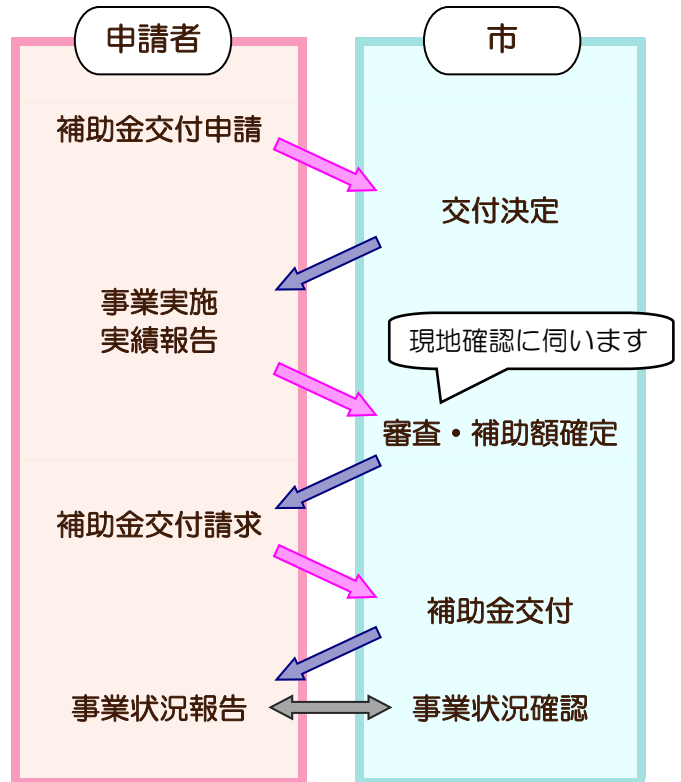 申請者
市
補助金交付申請
交付決定
事業実施
実績報告
現地確認に伺います
審査・補助額確定
補助金交付請求
補助金交付
事業状況報告
事業状況確認